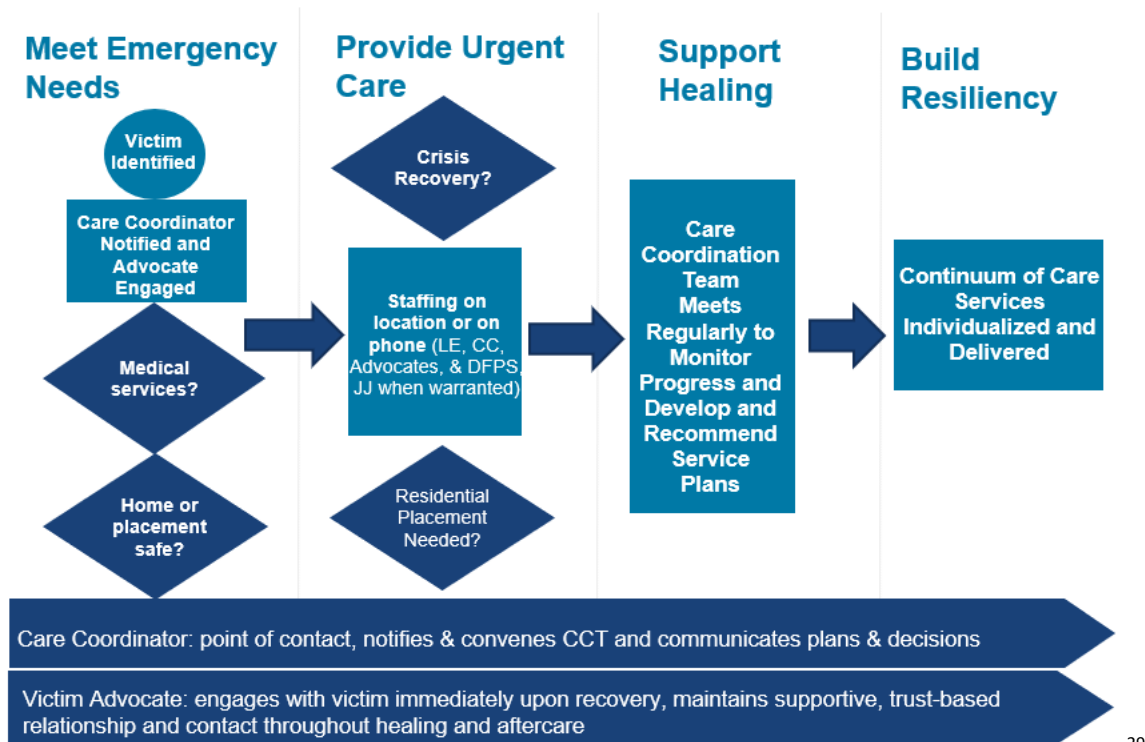 Meet Emergency
Needs
Victim
Identified
Care Coordinator
Notified and
Advocate
Engaged
Medical
services?
Home or
placement
safe?
Provide Urgent
Care
Crisis
Recovery?
Staffing on
location or on
phone (LE, CC,
Advocates, & DFPS,
JJ when warranted)
Residential
Placement
Needed?
Support
Healing
Care
Coordination
Team
Meets
Regularly to
Monitor
Progress and
Develop and
Recommend
Service
Plans
Build
Resiliency
Continuum of Care
Services
Individualized and
Delivered
Care Coordinator: point of contact, notifies & convenes CCT and communicates plans & decisions
Victim Advocate: engages with victim immediately upon recovery, maintains supportive, trust-based
relationship and contact throughout healing and aftercare